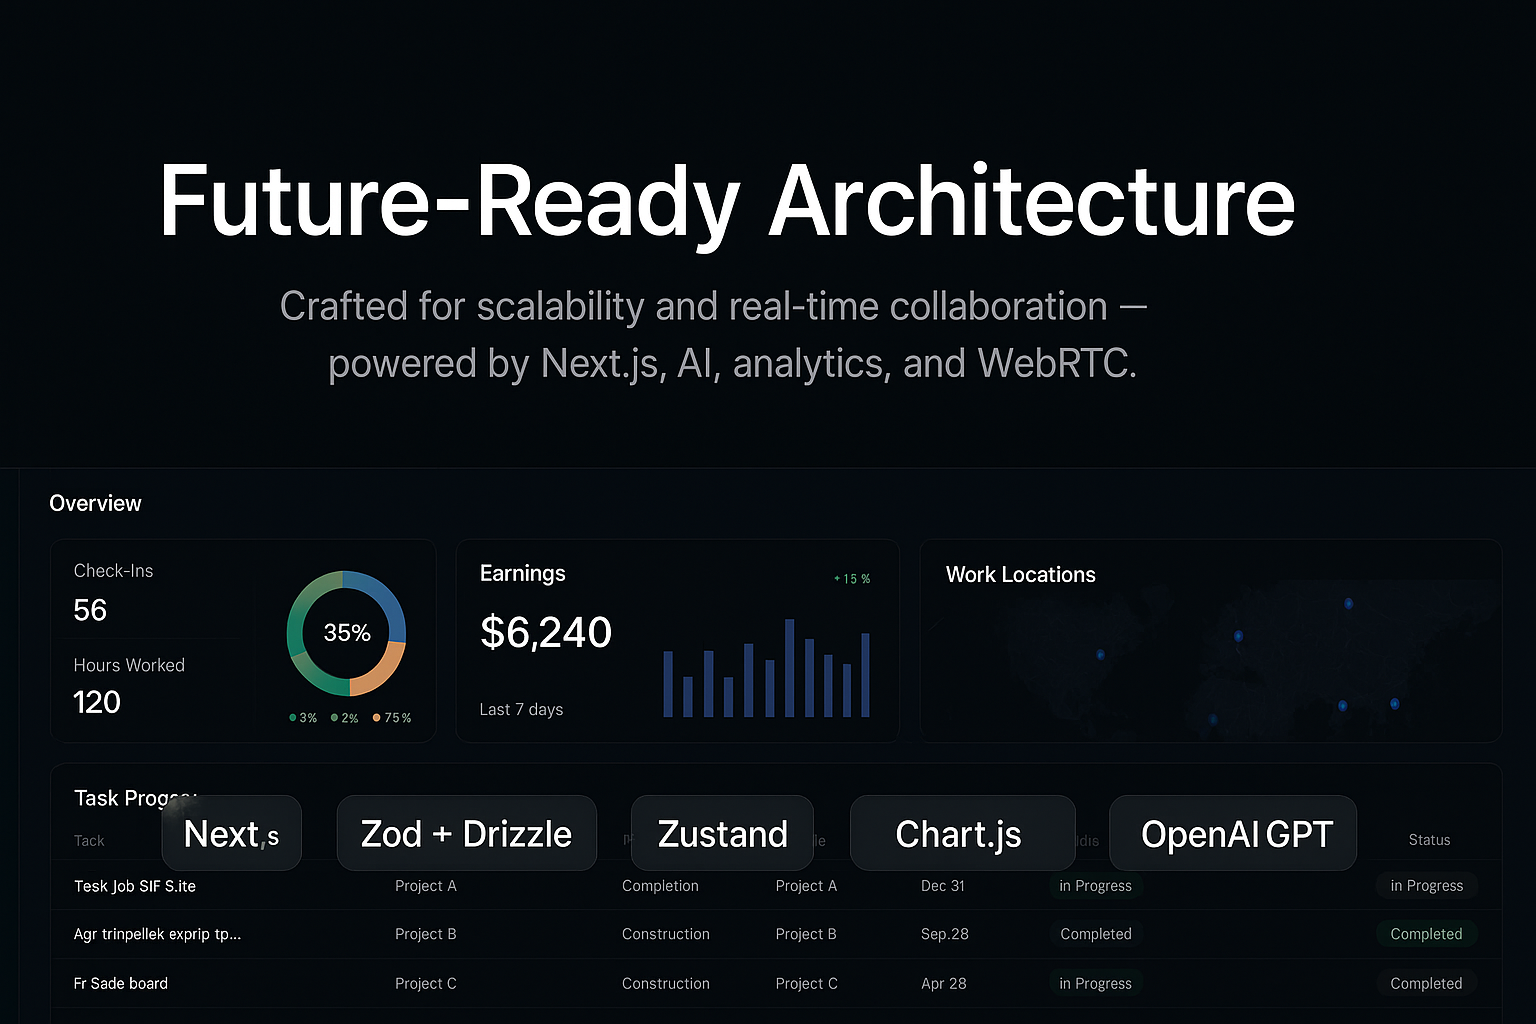 Future-Ready Architecture
Crafted for scalability and real-time collaboration —
powered by Next.js, AI, analytics, and WebRTC.
Overview
Check-Ins
56
Hours Worked
120
35%
3% 2% 75%
Earnings
+15 %
$6,240
Last 7 days
Work Locations
Task
Next,s
Zod + Drizzle
Zustand
Chart.js
OpenAI GPT
Tack Status
Tesk Job SIF S.ite Project A Completion Project A Dec 31 in Progress in Progress
Agr trinpellek exprip tp... Project B Construction Project B Sep.28 Completed Completed
Fr Sade board Project C Construction Project C Apr 28 in Progress Completed